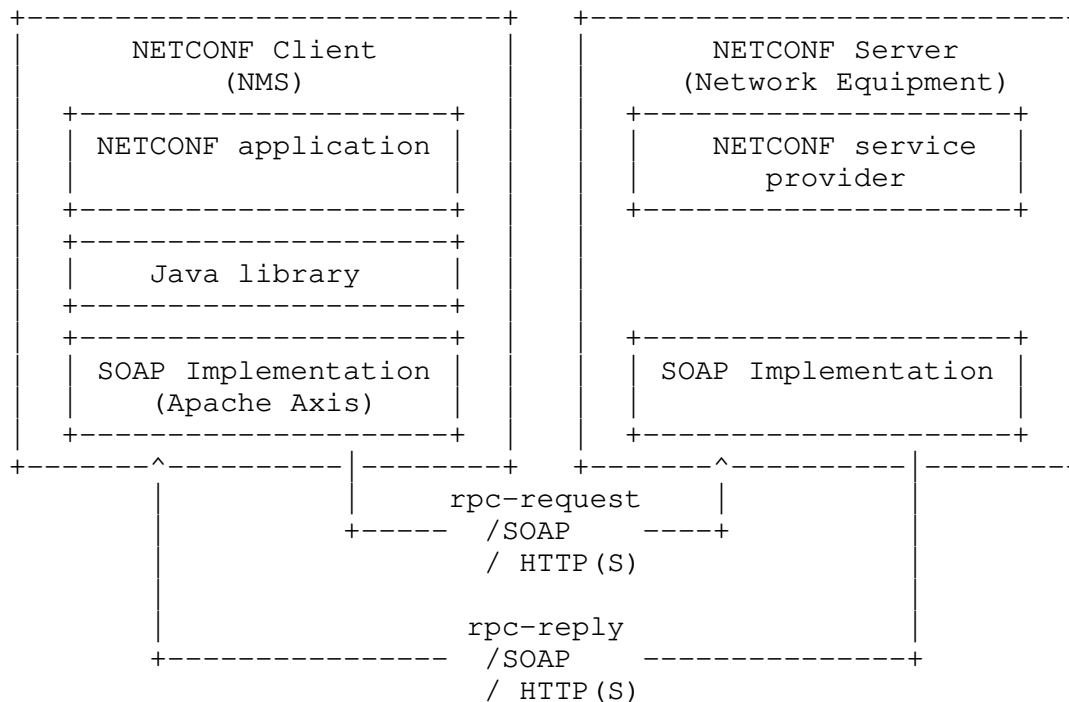 NETCONF Client
(NMS)
NETCONF application
Java library
SOAP Implementation
(Apache Axis)
NETCONF Server
(Network Equipment)
NETCONF service
provider
SOAP Implementation
rpc-request
/SOAP
/ HTTP(S)
rpc-reply
/SOAP
/ HTTP(S)